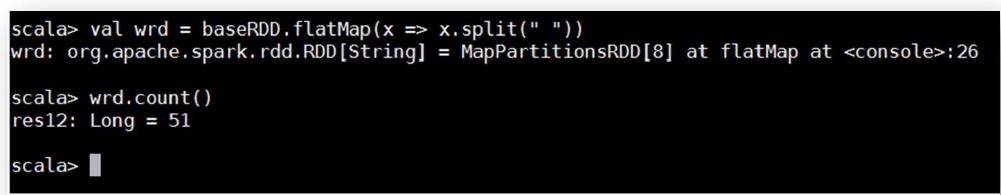 scala> val wrd = baseRDD.flatMap(x => x.split(" "))
wrd: org.apache.spark.rdd.RDD[String] = MapPartitionsRDD[8] at flatMap at <console>:26
scala> wrd.count()
res12: Long = 51
scala>